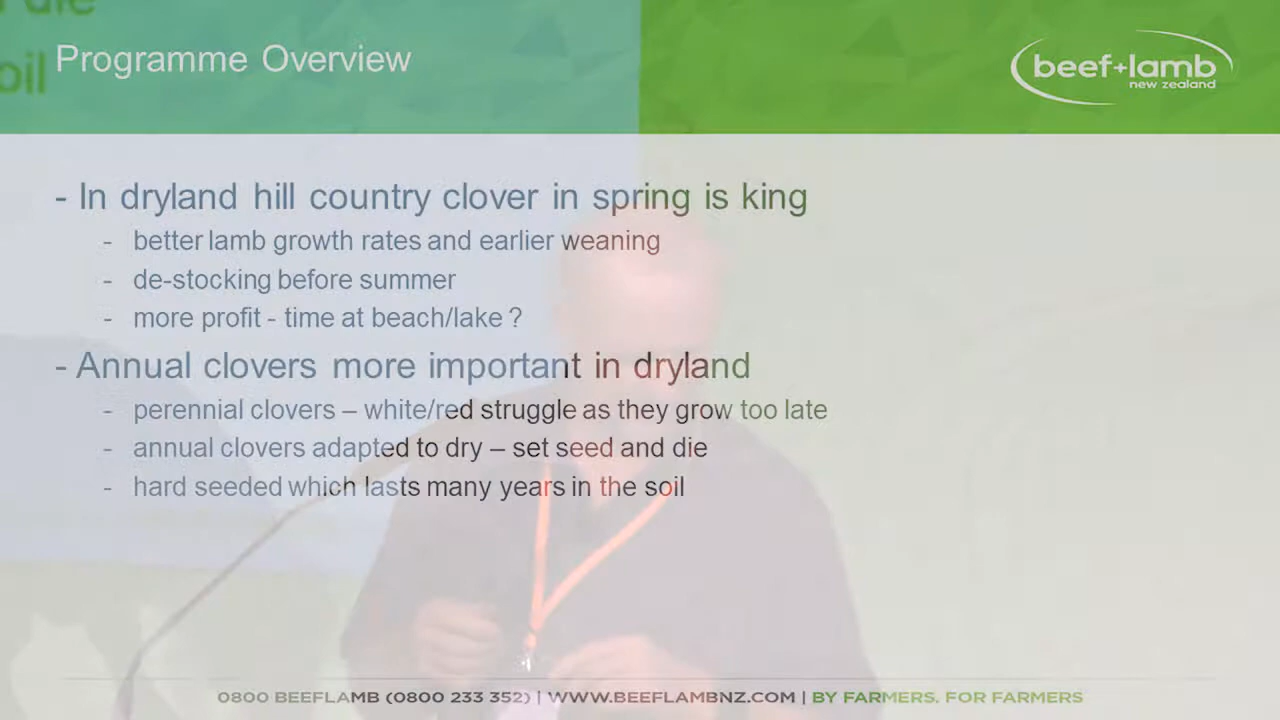 die
oil
Programme Overview
beef+lamb
new zealand
- In dryland hill country clover in spring is king
- better lamb growth rates and earlier weaning
- de-stocking before summer
- more profit - time at beach/lake ?
- Annual clovers more important in dryland
- perennial clovers – white/red struggle as they grow too late
- annual clovers adapted to dry – set seed and die
- hard seeded which lasts many years in the soil
0800 BEEFLAMB (0800 233 352) | WWW.BEEFLAMBNZ.COM | BY FARMERS. FOR FARMERS